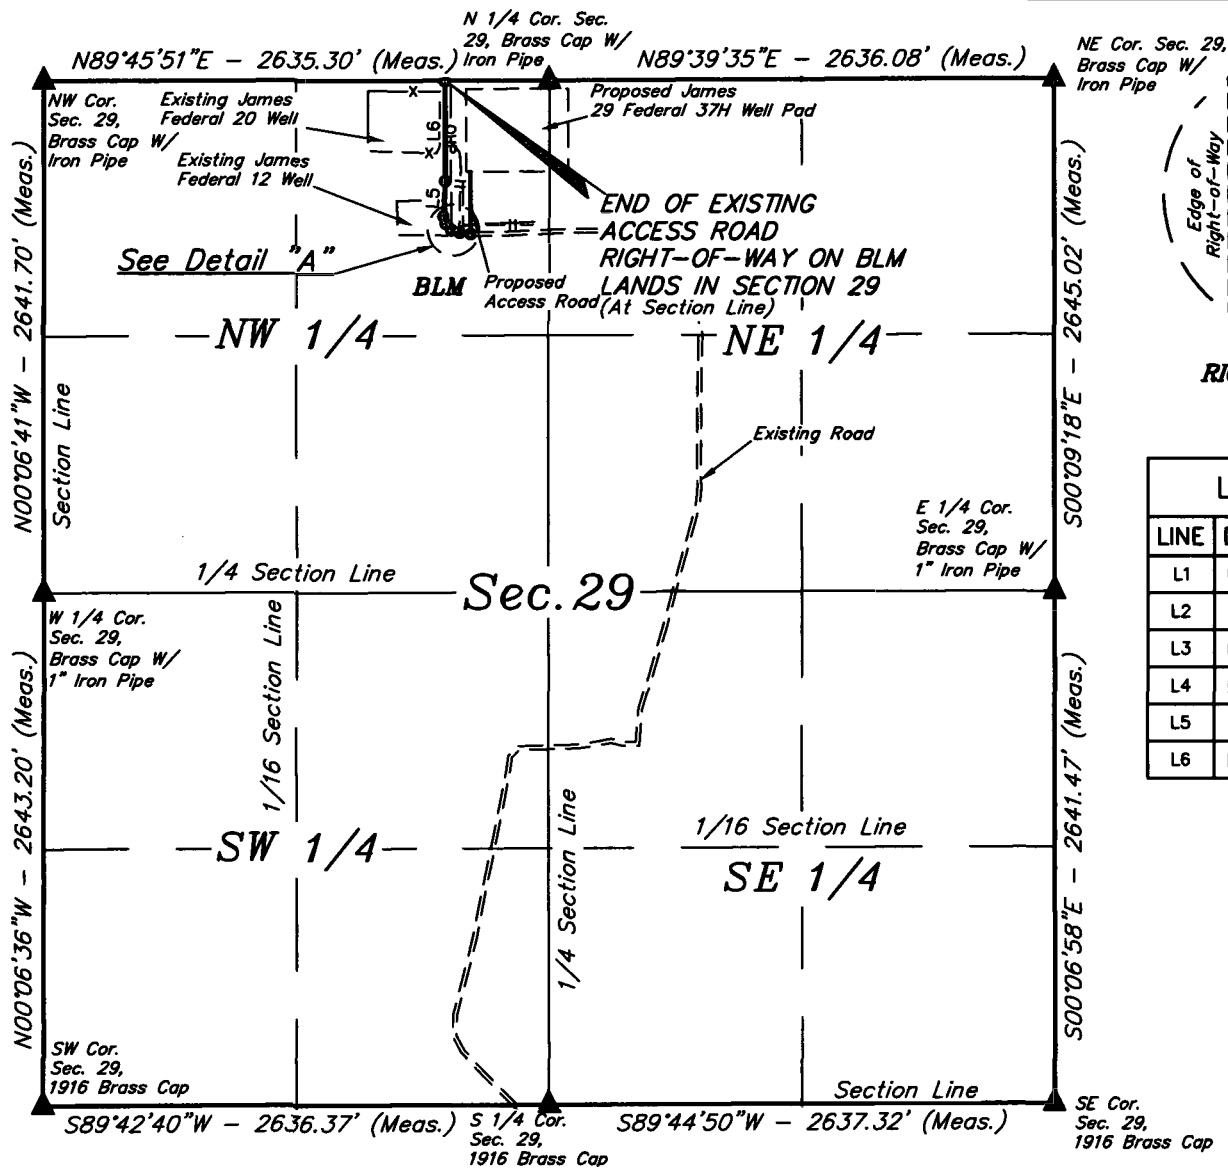 N 1/4 Cor. Sec.
29, Brass Cap W/
Iron Pipe
N89°45'51"E - 2635.30' (Meas.)
N89°39'35"E - 2636.08' (Meas.)
NE Cor. Sec. 29,
Brass Cap W/
Iron Pipe
NW Cor.
Sec. 29,
Brass Cap W/
Iron Pipe
Existing James
Federal 20 Well
Existing James
Federal 12 Well
Proposed James
29 Federal 37H Well Pad
L6
L5
END OF EXISTING
ACCESS ROAD
RIGHT-OF-WAY ON BLM
LANDS IN SECTION 29
(At Section Line)
See Detail "A"
BLM
Proposed
Access Road
Edge of
Right-of-Way
N00°06'41"W - 2641.70' (Meas.)
Section Line
S00°09'18"E - 2645.02' (Meas.)
NW 1/4
NE 1/4
Existing Road
E 1/4 Cor.
Sec. 29,
Brass Cap W/
1" Iron Pipe
LINE
L1
L2
L3
L4
L5
L6
1/4 Section Line
Sec. 29
W 1/4 Cor.
Sec. 29,
Brass Cap W/
1" Iron Pipe
1/16 Section Line
N00°06'36"W - 2643.20' (Meas.)
S00°06'58"E - 2641.47' (Meas.)
SW 1/4
1/16 Section Line
SE 1/4
1/4 Section Line
SW Cor.
Sec. 29,
1916 Brass Cap
Section Line
S89°42'40"W - 2636.37' (Meas.)
S 1/4 Cor.
Sec. 29,
1916 Brass Cap
S89°44'50"W - 2637.32' (Meas.)
SE Cor.
Sec. 29,
1916 Brass Cap